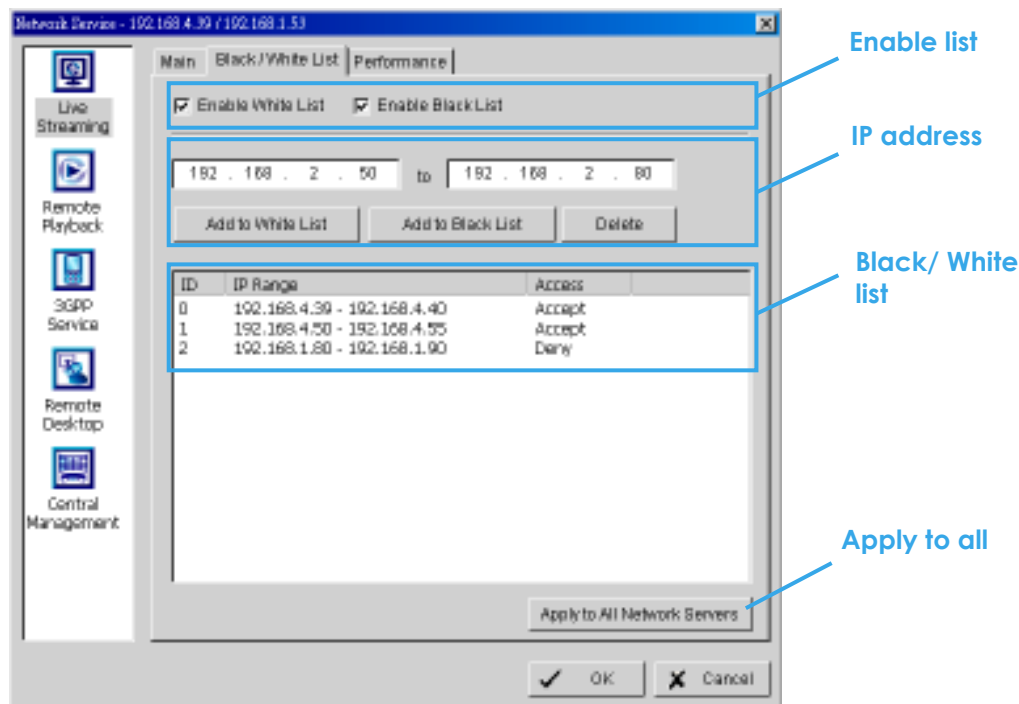 Network Service - 192.168.4.39 / 192.168.1.53
Live
Streaming
Remote
Playback
3GPP
Service
Remote
Desktop
Central
Management
Main Black / White List Performance
Enable White List Enable Black List
192 . 168 . 2 . 50 to 192 . 168 . 2 . 80
Add to White List Add to Black List Delete
ID IP Range Access
0 192.168.4.39 - 192.168.4.40 Accept
1 192.168.4.50 - 192.168.4.55 Accept
2 192.168.1.80 - 192.168.1.90 Deny
Apply to All Network Servers
OK Cancel
Enable list
IP address
Black/ White
list
Apply to all